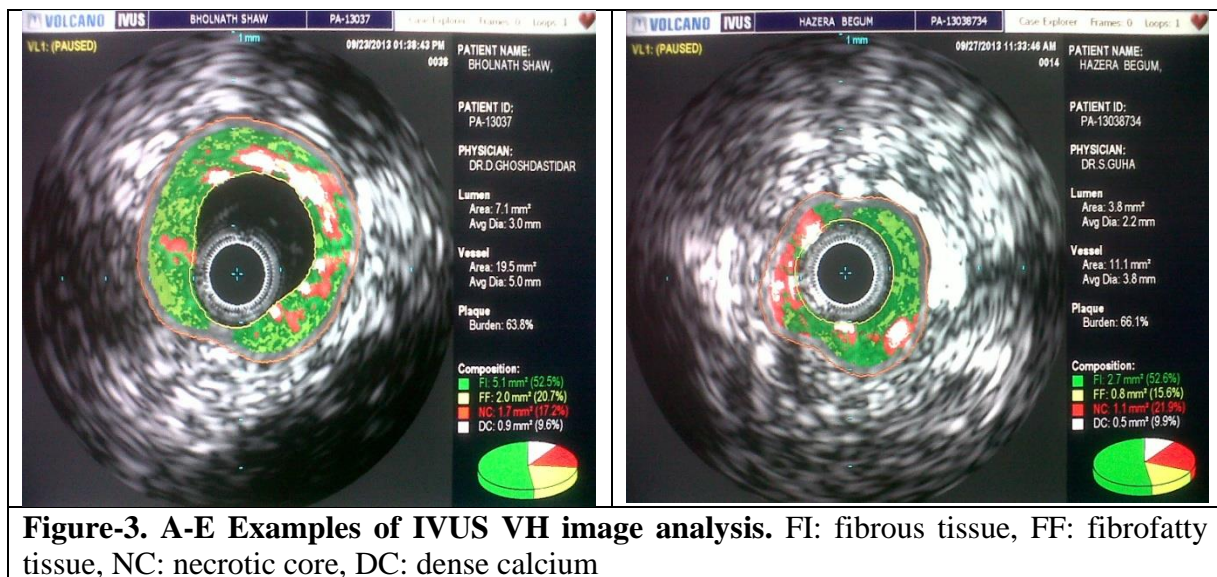 VOLCANO IVUS BHOLNATH SHAW PA-13037 Case Explorer Frames: 0 Loops: 1
VL1: (PAUSED)
1 mm
09/23/2013 01:38:43 PM
0038
PATIENT NAME:
BHOLNATH SHAW,
PATIENT ID:
PA-13037
PHYSICIAN:
DR.D.GHOSHDASTIDAR
Lumen
Area: 7.1 mm²
Avg Dia: 3.0 mm
Vessel
Area: 19.5 mm²
Avg Dia: 5.0 mm
Plaque
Burden: 63.8%
Composition:
FI: 5.1 mm² (52.5%)
FF: 2.0 mm² (20.7%)
NC: 1.7 mm² (17.2%)
DC: 0.9 mm² (9.6%)
VOLCANO IVUS HAZERA BEGUM PA-13038734 Case Explorer Frames: 0 Loops: 1
VL1: (PAUSED)
1 mm
09/27/2013 11:33:46 AM
0014
PATIENT NAME:
HAZERA BEGUM,
PATIENT ID:
PA-13038734
PHYSICIAN:
DR.S.GUHA
Lumen
Area: 3.8 mm²
Avg Dia: 2.2 mm
Vessel
Area: 11.1 mm²
Avg Dia: 3.8 mm
Plaque
Burden: 66.1%
Composition:
FI: 2.7 mm² (52.6%)
FF: 0.8 mm² (15.6%)
NC: 1.1 mm² (21.9%)
DC: 0.5 mm² (9.9%)
Figure-3. A-E Examples of IVUS VH image analysis. FI: fibrous tissue, FF: fibrofatty
tissue, NC: necrotic core, DC: dense calcium